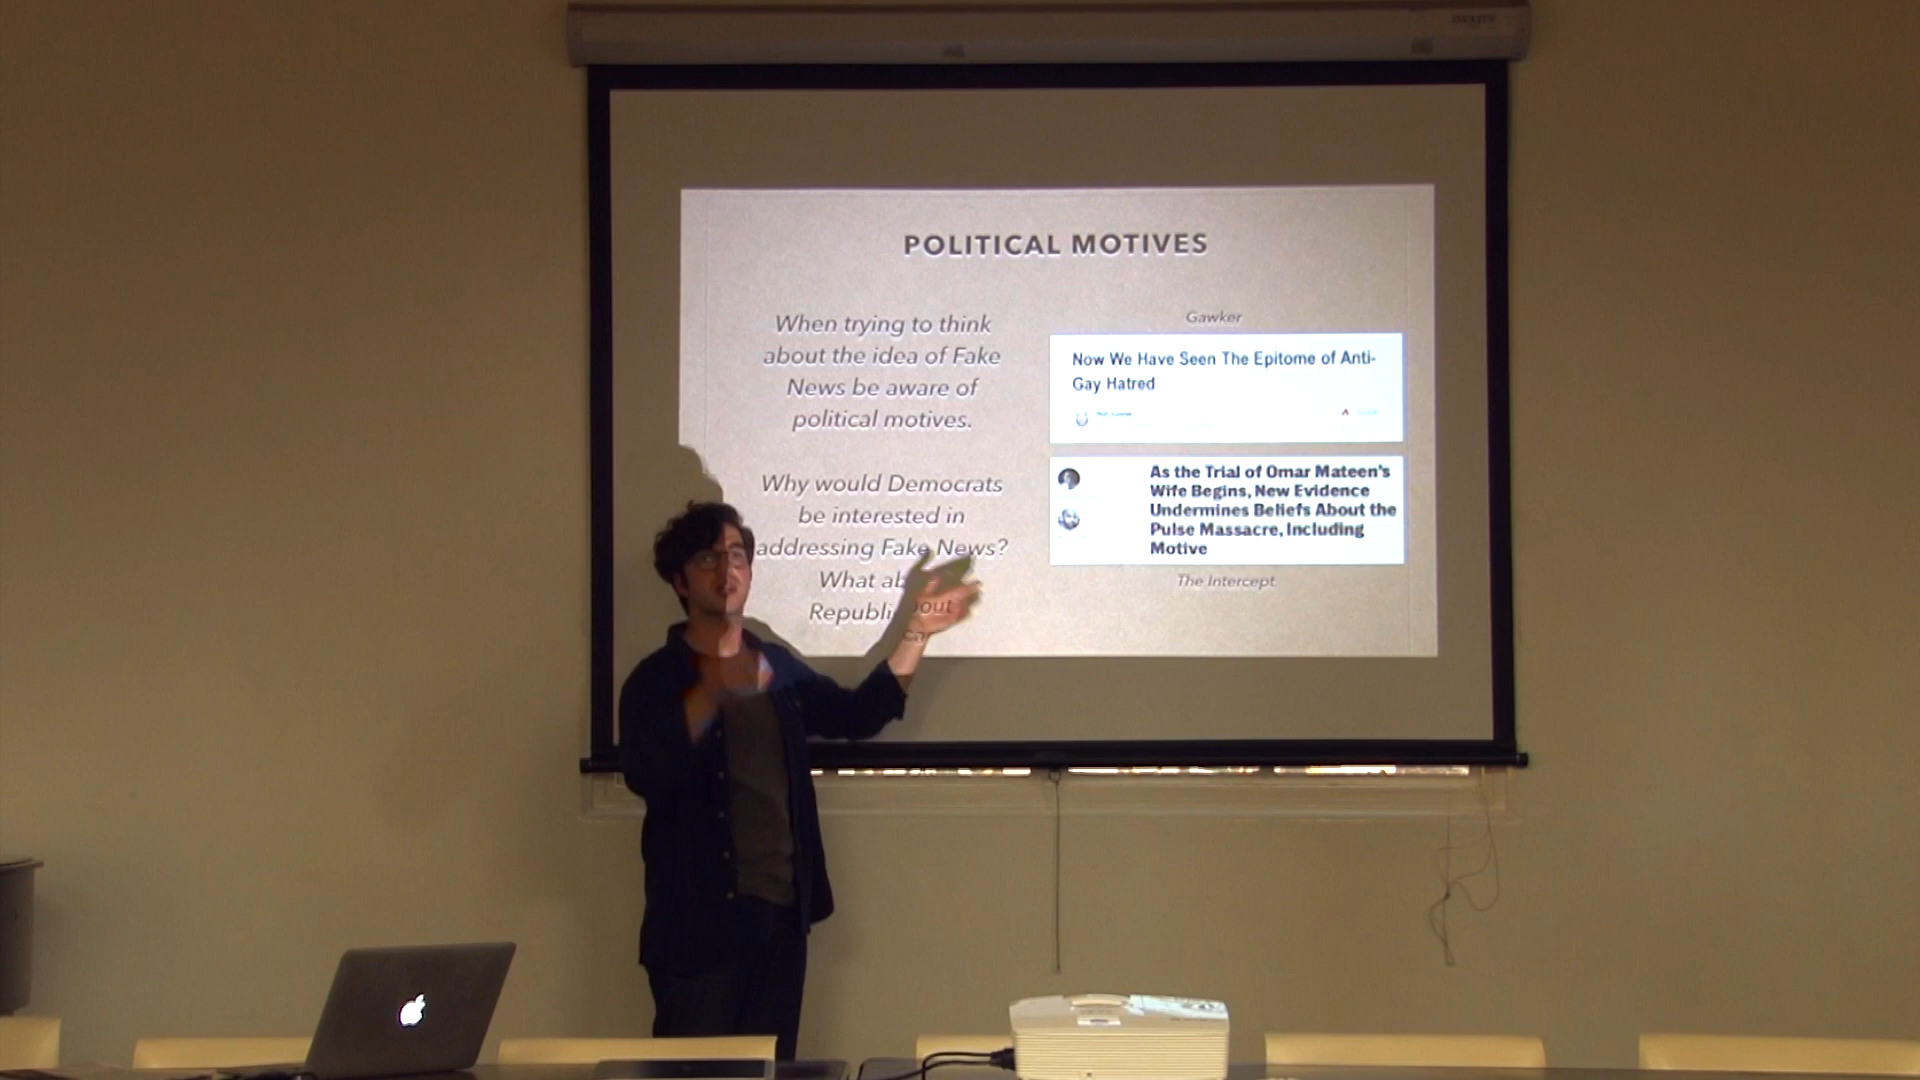 POLITICAL MOTIVES
When trying to think
about the idea of Fake
News be aware of
political motives.
Why would Democrats
be interested in
addressing Fake News?
What about
Republican
Gawker
Now We Have Seen The Epitome of Anti-
Gay Hatred
As the Trial of Omar Mateen's
Wife Begins, New Evidence
Undermines Beliefs About the
Pulse Massacre, Including
Motive
The Intercept